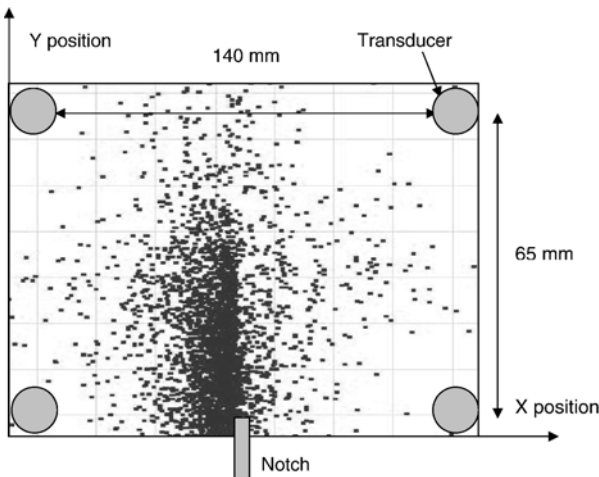 Y position
Transducer
140 mm
65 mm
X position
Notch